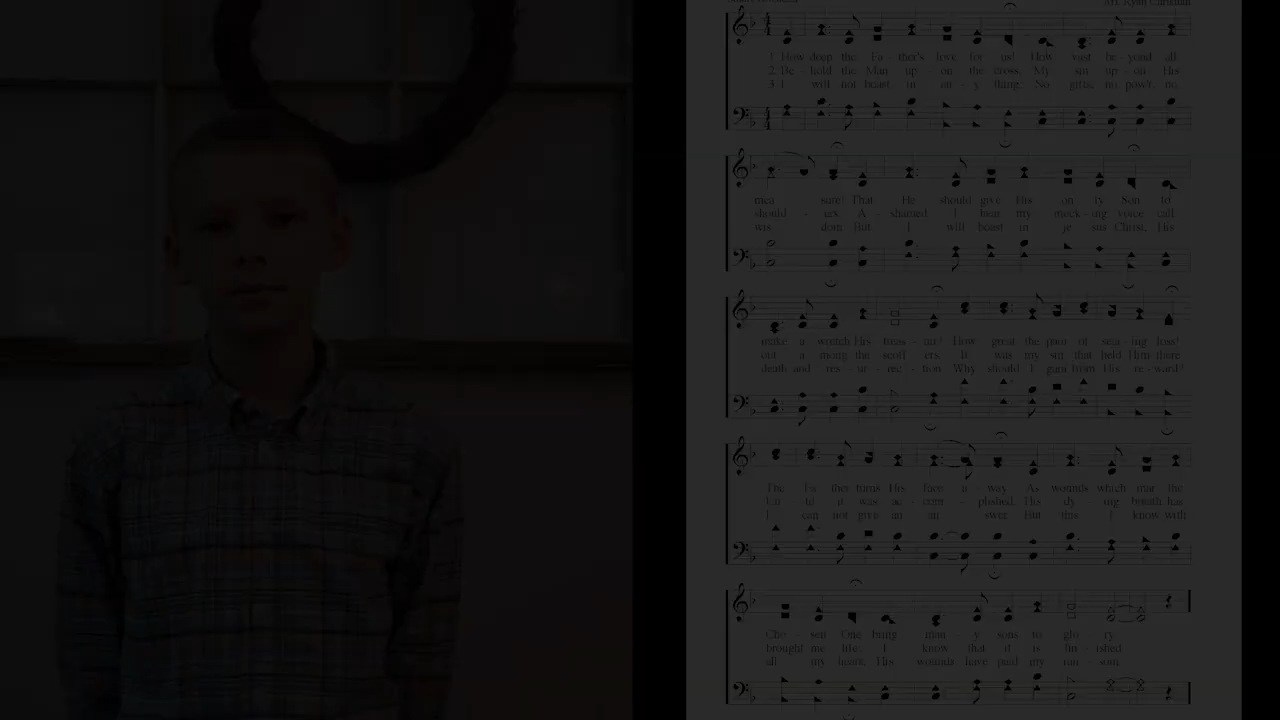 Arr. Ryan Christian
1 How deep the Fa - ther's love for us! How vast be - yond all
2 Be - hold the Man up - on the cross, My sin up - on His
3 I will not boast in an - y thing: No gifts, no pow'r, no
mea - sure! That He should give His on - ly Son to
should - ers. A - shamed I hear my mock - ing voice call
wis - dom. But I will boast in Je - sus Christ, His
make a wretch His treas - ure! How great the pain of sear - ing loss!
out a - mong the scoff - ers. It was my sin that held Him there
death and res - ur - rec - tion Why should I gain from His re - ward?
The Fa - ther turns His face a - way As wounds which mar the
Un - til it was ac - com - plished. His dy - ing breath has
I can not give an an - swer. But this I know with
Cho - sen One bring man - y sons to glo - ry.
brought me life. I know that it is fin - ished
all my heart, His wounds have paid my ran - som.